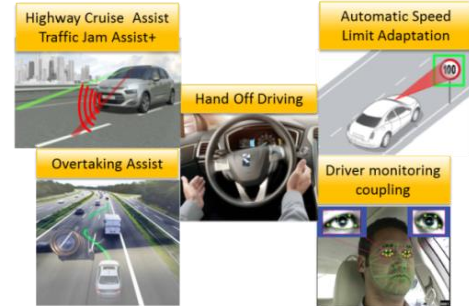 Highway Cruise Assist
Traffic Jam Assist+
Automatic Speed
Limit Adaptation
100
Hand Off Driving
Overtaking Assist
Driver monitoring
coupling